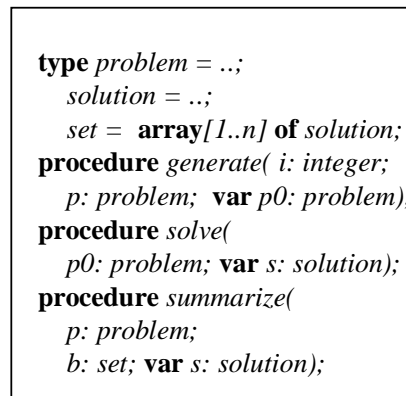 type problem = ..;
solution = ..;
set = array[1..n] of solution;
procedure generate( i: integer;
p: problem; var p0: problem);
procedure solve(
p0: problem; var s: solution);
procedure summarize(
p: problem;
b: set; var s: solution);